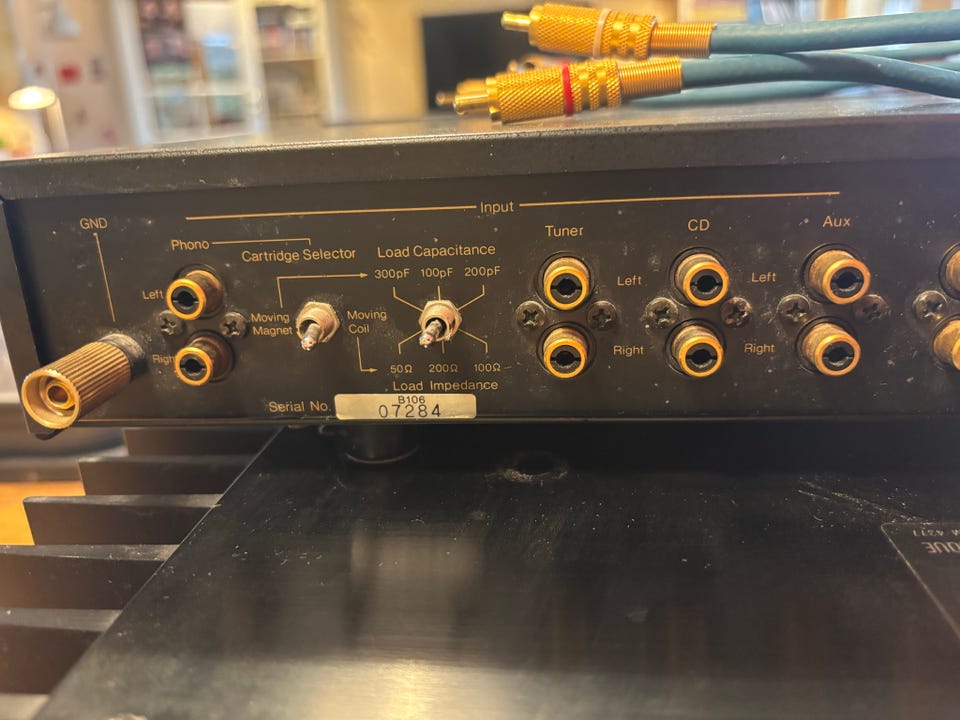 Input
GND
Phono
Cartridge Selector
Load Capacitance
300pF 100pF 200pF
Tuner
CD
Aux
Left
Left
Left
Moving
Magnet
Moving
Coil
Right
Right
Right
50Ω 200Ω 100Ω
Load Impedance
Serial No.
B106
07284